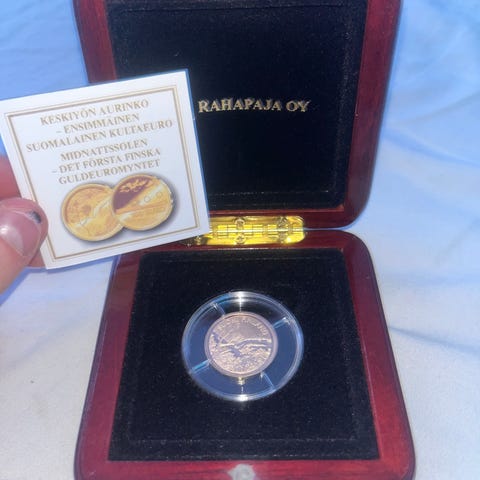 RAHAPAJA OY
KESKIYÖN AURINKO
– ENSIMMÄINEN
SUOMALAINEN KULTAEURO
MIDNATTSSOLEN
– DET FÖRSTA FINSKA
GULDEUROMYNTET